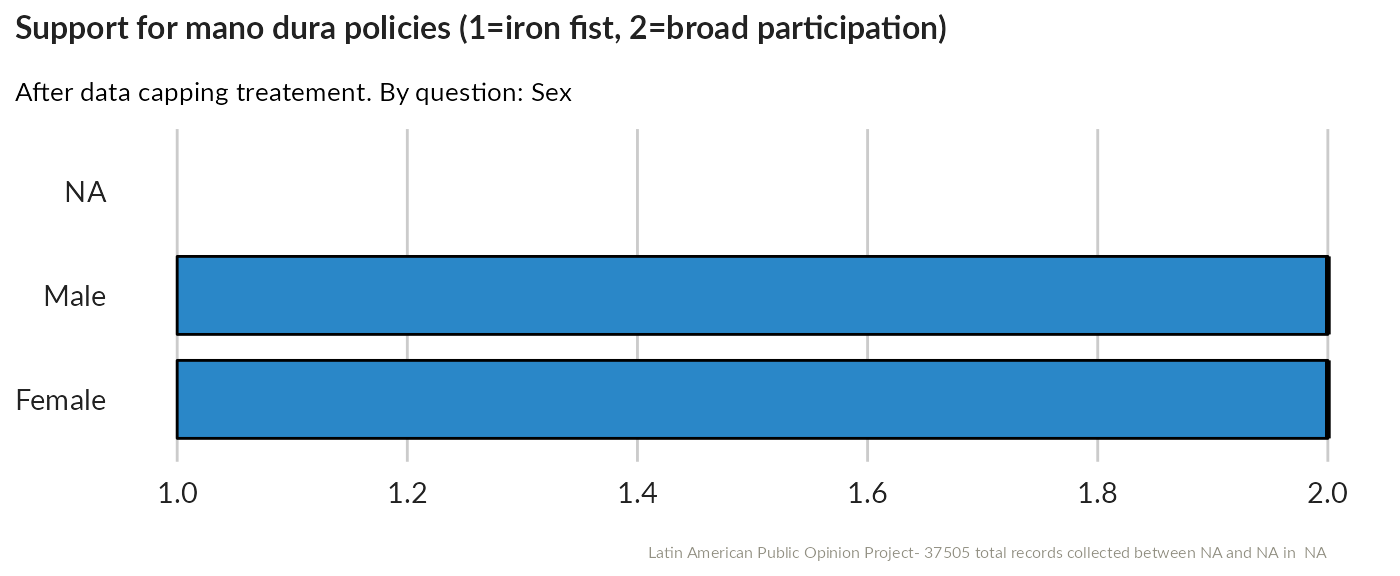 Support for mano dura policies (1=iron fist, 2=broad participation)
After data capping treatement. By question: Sex
NA
Male
Female
1.0 1.2 1.4 1.6 1.8 2.0
Latin American Public Opinion Project- 37505 total records collected between NA and NA in  NA